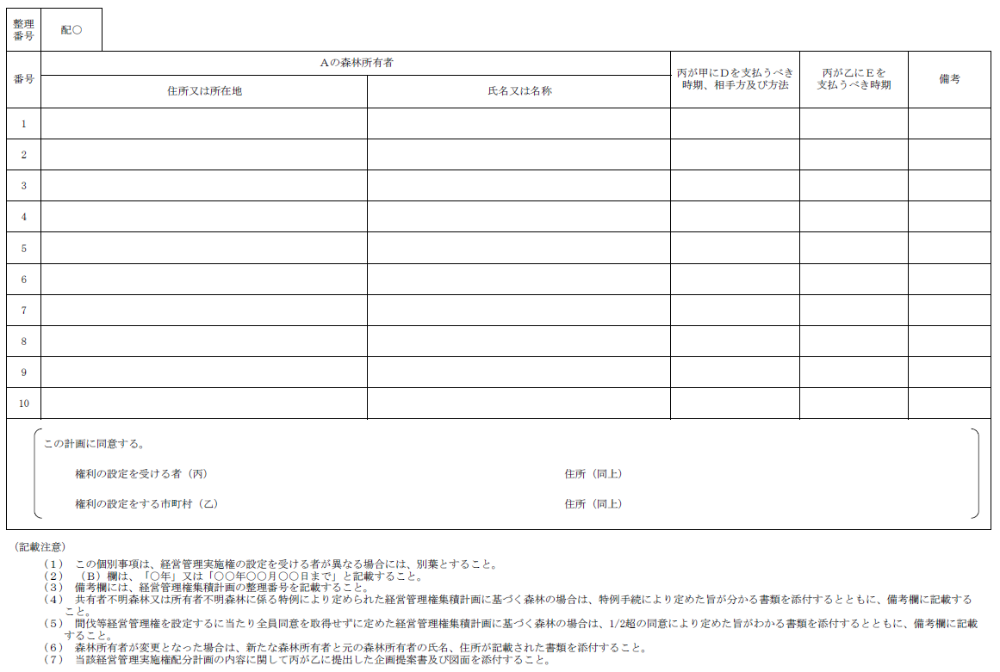 整理
番号
配○
番号
Ａの森林所有者
住所又は所在地
氏名又は名称
丙が甲にＤを支払うべき
時期、相手方及び方法
丙が乙にＥを
支払うべき時期
備考
1
2
3
4
5
6
7
8
9
10
この計画に同意する。
権利の設定を受ける者（丙）
住所（同上）
権利の設定をする市町村（乙）
住所（同上）
（記載注意）
（１）　この個別事項は、経営管理実施権の設定を受ける者が異なる場合には、別葉とすること。
（２）　（Ｂ）欄は、「○年」又は「○○年○○月○○日まで」と記載すること。
（３）　備考欄には、経営管理権集積計画の整理番号を記載すること。
（４）　共有者不明森林又は所有者不明森林に係る特例により定められた経営管理権集積計画に基づく森林の場合は、特例手続により定めた旨が分かる書類を添付するとともに、備考欄に記載する
こと。
（５）　間伐等経営管理権を設定するに当たり全員同意を取得せずに定めた経営管理権集積計画に基づく森林の場合は、1/2超の同意により定めた旨がわかる書類を添付するとともに、備考欄に記載
すること。
（６）　森林所有者が変更となった場合は、新たな森林所有者と元の森林所有者の氏名、住所が記載された書類を添付すること。
（７）　当該経営管理実施権配分計画の内容に関して丙が乙に提出した企画提案書及び図面を添付すること。